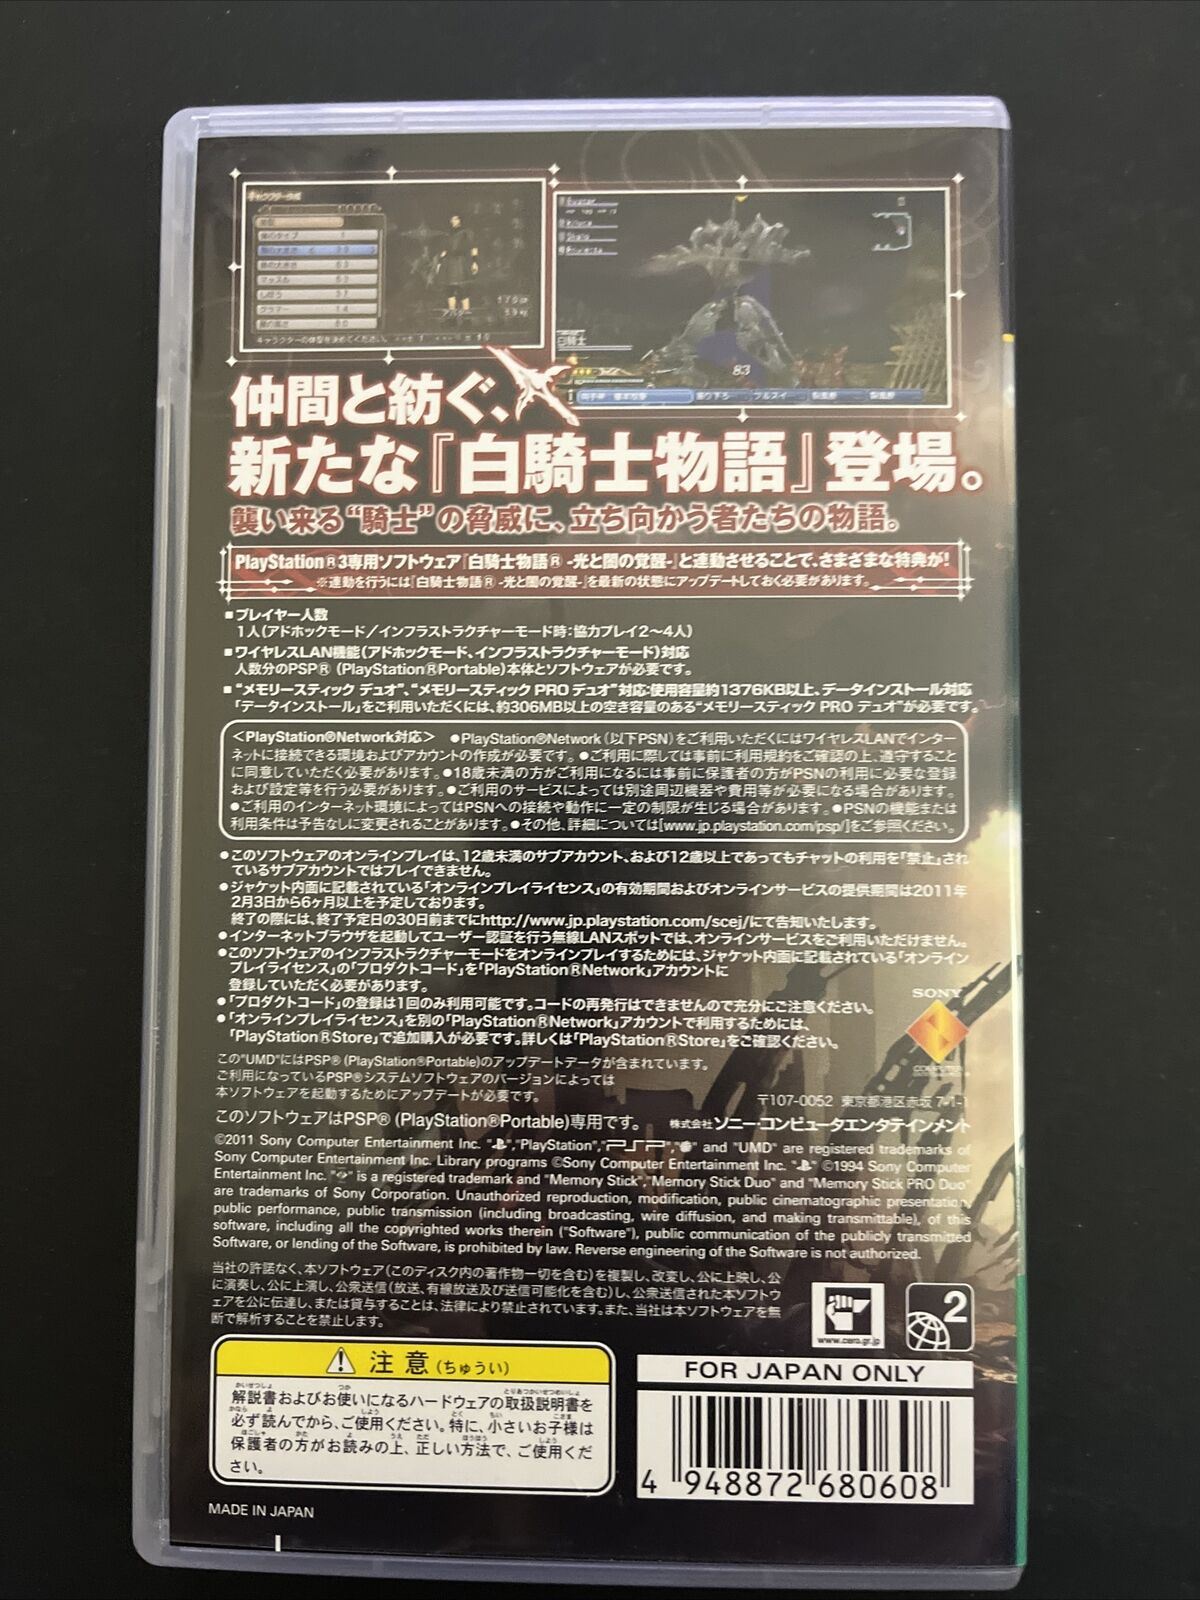 白騎士
83
仲間と紡ぐ、
新たな『白騎士物語』登場。
襲い来る“騎士”の脅威に、立ち向かう者たちの物語。
PlayStation®3専用ソフトウェア『白騎士物語® -光と闇の覚醒-』と連動させることで、さまざまな特典が!
※連動を行うには『白騎士物語® -光と闇の覚醒-』を最新の状態にアップデートしておく必要があります。
■プレイヤー人数
1人(アドホックモード/インフラストラクチャーモード時:協力プレイ2~4人)
■ワイヤレスLAN機能(アドホックモード、インフラストラクチャーモード)対応
人数分のPSP®(PlayStation®Portable)本体とソフトウェアが必要です。
■“メモリースティック デュオ”、“メモリースティック PRO デュオ”対応:使用容量約1376KB以上、データインストール対応
「データインストール」をご利用いただくには、約306MB以上の空き容量のある“メモリースティック PRO デュオ”が必要です。
<PlayStation®Network対応> ●PlayStation®Network(以下PSN)をご利用いただくにはワイヤレスLANでインター
ネットに接続できる環境およびアカウントの作成が必要です。●ご利用に際しては事前に利用規約をご確認の上、遵守すること
に同意していただく必要があります。●18歳未満の方がご利用になるには事前に保護者の方がPSNの利用に必要な登録
および設定等を行う必要があります。●ご利用のサービスによっては別途周辺機器や費用等が必要になる場合があります。
●ご利用のインターネット環境によってはPSNへの接続や動作に一定の制限が生じる場合があります。●PSNの機能または
利用条件は予告なしに変更されることがあります。●その他、詳細については[www.jp.playstation.com/psp/]をご参照ください。
●このソフトウェアのオンラインプレイは、12歳未満のサブアカウント、および12歳以上であってもチャットの利用を「禁止」され
ているサブアカウントではプレイできません。
●ジャケット内面に記載されている「オンラインプレイライセンス」の有効期間およびオンラインサービスの提供期間は2011年
2月3日から6ヶ月以上を予定しております。
終了の際には、終了予定日の30日前までにhttp://www.jp.playstation.com/scej/にて告知いたします。
●インターネットブラウザを起動してユーザー認証を行う無線LANスポットでは、オンラインサービスをご利用いただけません。
●このソフトウェアのインフラストラクチャーモードをオンラインプレイするためには、ジャケット内面に記載されている「オンライン
プレイライセンス」の「プロダクトコード」を「PlayStation®Network」アカウントに
登録していただく必要があります。
●「プロダクトコード」の登録は1回のみ利用可能です。コードの再発行はできませんので充分にご注意ください。
●「オンラインプレイライセンス」を別の「PlayStation®Network」アカウントで利用するためには、
「PlayStation®Store」で追加購入が必要です。詳しくは「PlayStation®Store」をご確認ください。
SONY
COMPUTER
この"UMD"にはPSP®(PlayStation®Portable)のアップデートデータが含まれています。
ご利用になっているPSP®システムソフトウェアのバージョンによっては
本ソフトウェアを起動するためにアップデートが必要です。
〒107-0052 東京都港区赤坂 7-1-1
このソフトウェアはPSP®(PlayStation®Portable)専用です。 株式会社ソニー・コンピュータエンタテインメント
©2011 Sony Computer Entertainment Inc. " ", "PlayStation", "PSP", " " and "UMD" are registered trademarks of
Sony Computer Entertainment Inc. Library programs ©Sony Computer Entertainment Inc. " " ©1994 Sony Computer
Entertainment Inc. " " is a registered trademark and "Memory Stick", "Memory Stick Duo" and "Memory Stick PRO Duo"
are trademarks of Sony Corporation. Unauthorized reproduction, modification, public cinematographic presentation,
public performance, public transmission (including broadcasting, wire diffusion, and making transmittable), of this
software, including all the copyrighted works therein ("Software"), public communication of the publicly transmitted
Software, or lending of the Software, is prohibited by law. Reverse engineering of the Software is not authorized.
当社の許諾なく、本ソフトウェア(このディスク内の著作物一切を含む)を複製し、改変し、公に上映し、公
に演奏し、公に上演し、公衆送信(放送、有線放送及び送信可能化を含む)し、公衆送信された本ソフトウ
ェアを公に伝達し、または貸与することは、法律により禁止されています。また、当社は本ソフトウェアを無
断で解析することを禁止します。
www.cero.gr.jp
2
注意(ちゅうい)
解説書およびお使いになるハードウェアの取扱説明書を
必ず読んでから、ご使用ください。特に、小さいお子様は
保護者の方がお読みの上、正しい方法で、ご使用くだ
さい。
FOR JAPAN ONLY
4 948872 680608
MADE IN JAPAN